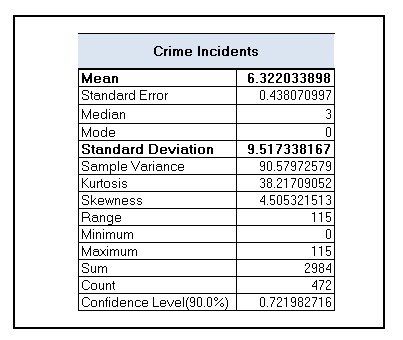 Crime Incidents
Mean 6.322033898
Standard Error 0.438070997
Median 3
Mode 0
Standard Deviation 9.517338167
Sample Variance 90.57972579
Kurtosis 38.21709052
Skewness 4.505321513
Range 115
Minimum 0
Maximum 115
Sum 2984
Count 472
Confidence Level(90.0%) 0.721982716